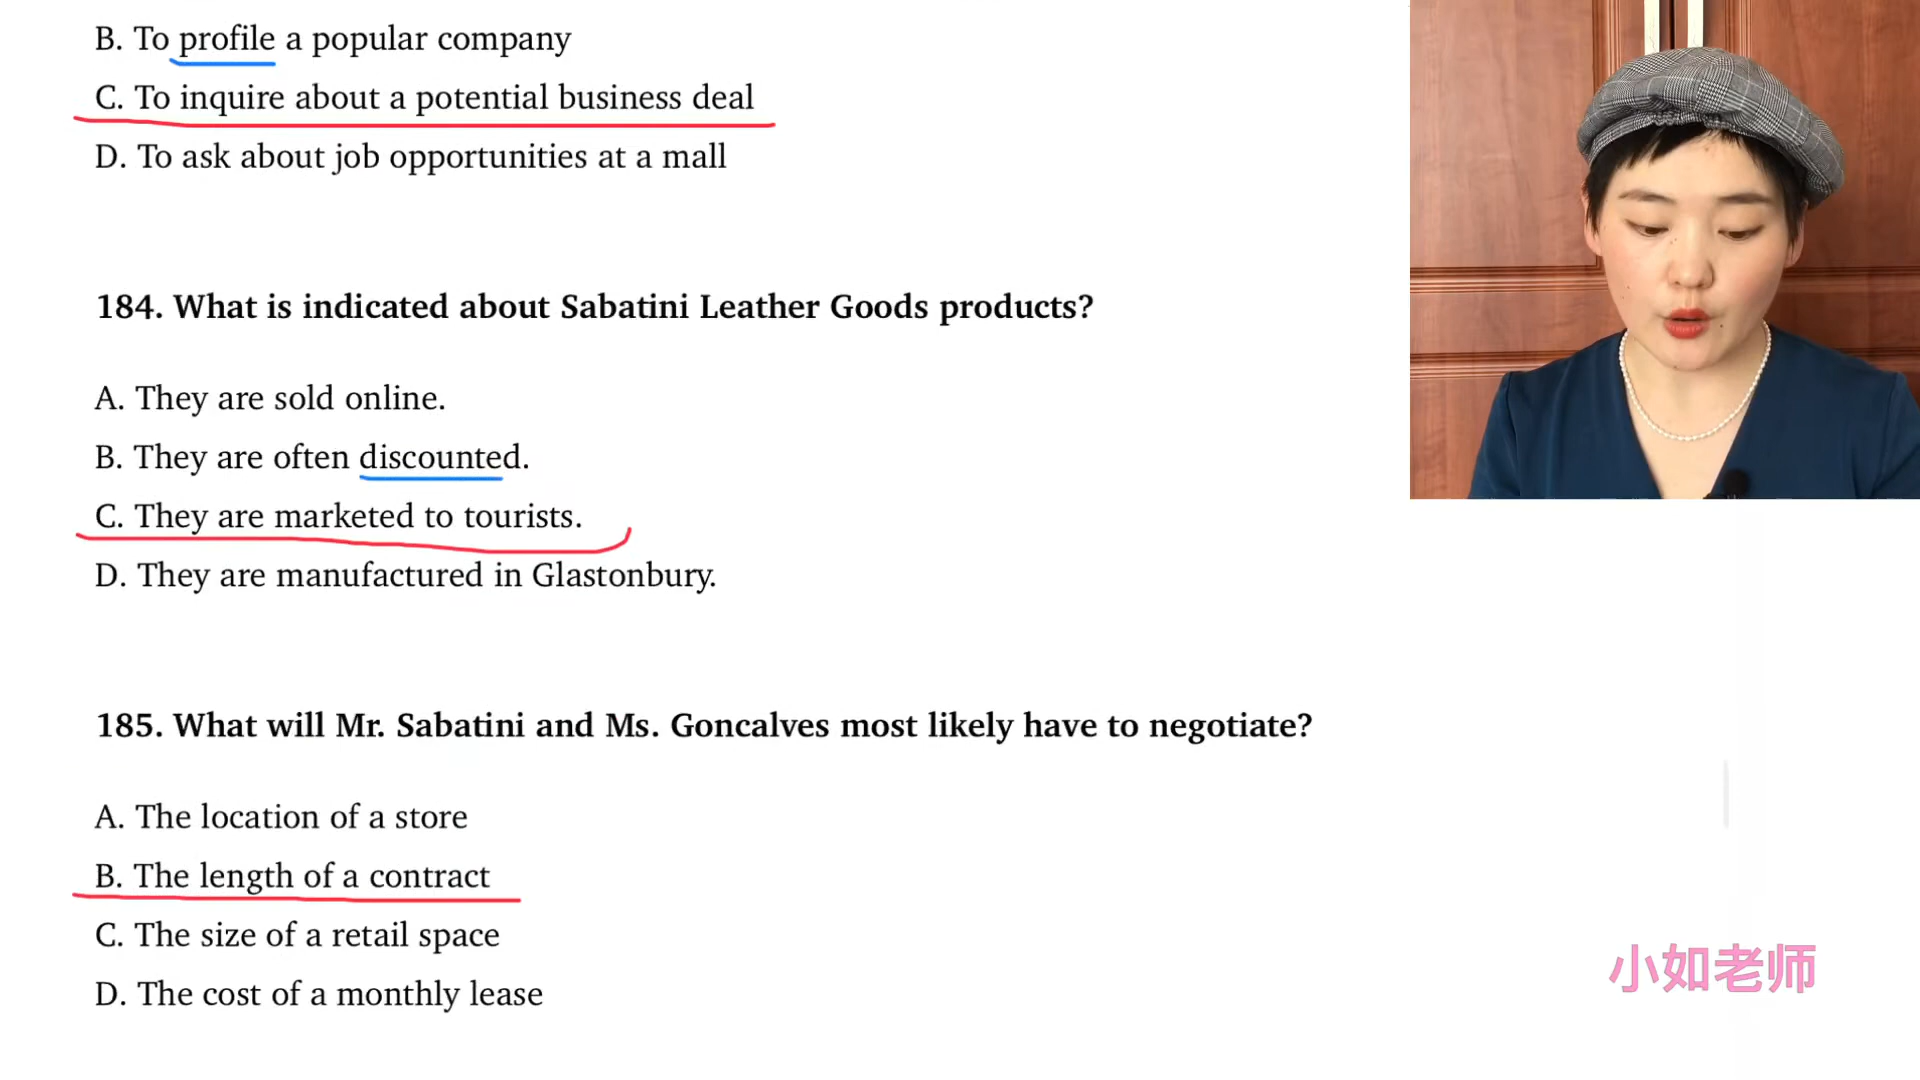 B. To profile a popular company
C. To inquire about a potential business deal
D. To ask about job opportunities at a mall
184. What is indicated about Sabatini Leather Goods products?
A. They are sold online.
B. They are often discounted.
C. They are marketed to tourists.
D. They are manufactured in Glastonbury.
185. What will Mr. Sabatini and Ms. Goncalves most likely have to negotiate?
A. The location of a store
B. The length of a contract
C. The size of a retail space
D. The cost of a monthly lease
小如老师